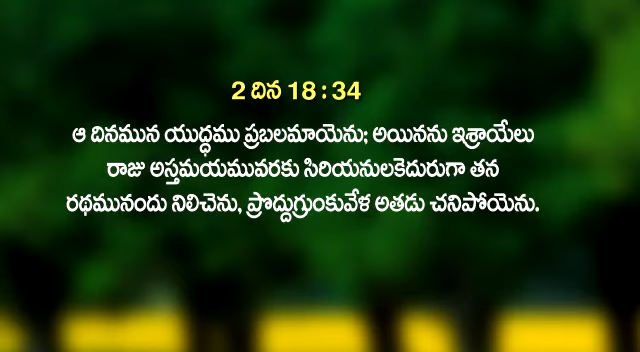 2 దిన 18 : 34
ఆ దినమున యుద్ధము ప్రబలమాయెను; అయినను ఇశ్రాయేలు
రాజు అస్తమయమువరకు సిరియనులకెదురుగా తన
రథమునందు నిలిచెను, ప్రొద్దుగ్రుంకువేళ అతడు చనిపోయెను.